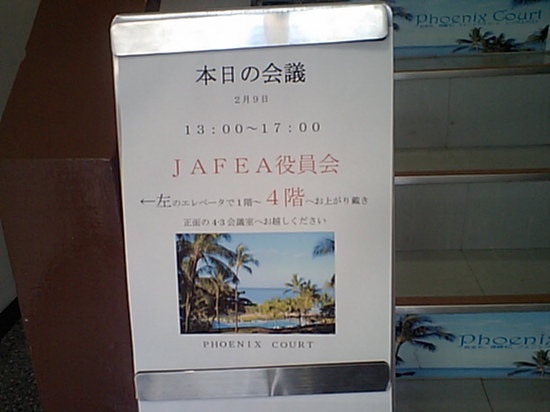 本日の会議
2月9日
13:00～17:00
JAFEA役員会
←左のエレベータで1階～4階へお上がり戴き
正面の4-3会議室へお越しください
PHOENIX COURT
Phoenix Court
Phoenix